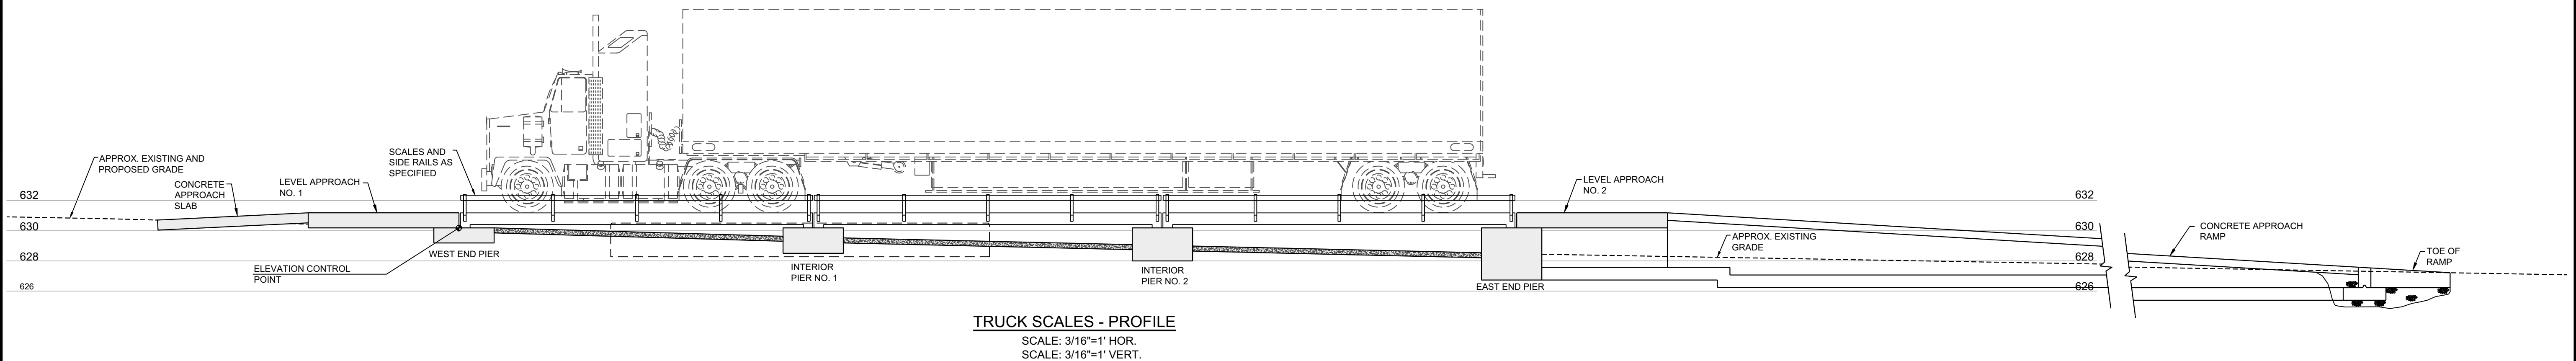 APPROX. EXISTING AND
PROPOSED GRADE
CONCRETE
APPROACH
SLAB
LEVEL APPROACH
NO. 1
SCALES AND
SIDE RAILS AS
SPECIFIED
LEVEL APPROACH
NO. 2
632
632
630
630
628
628
626
626
ELEVATION CONTROL
POINT
WEST END PIER
INTERIOR
PIER NO. 1
INTERIOR
PIER NO. 2
EAST END PIER
APPROX. EXISTING
GRADE
CONCRETE APPROACH
RAMP
TOE OF
RAMP
TRUCK SCALES - PROFILE
SCALE: 3/16"=1' HOR.
SCALE: 3/16"=1' VERT.